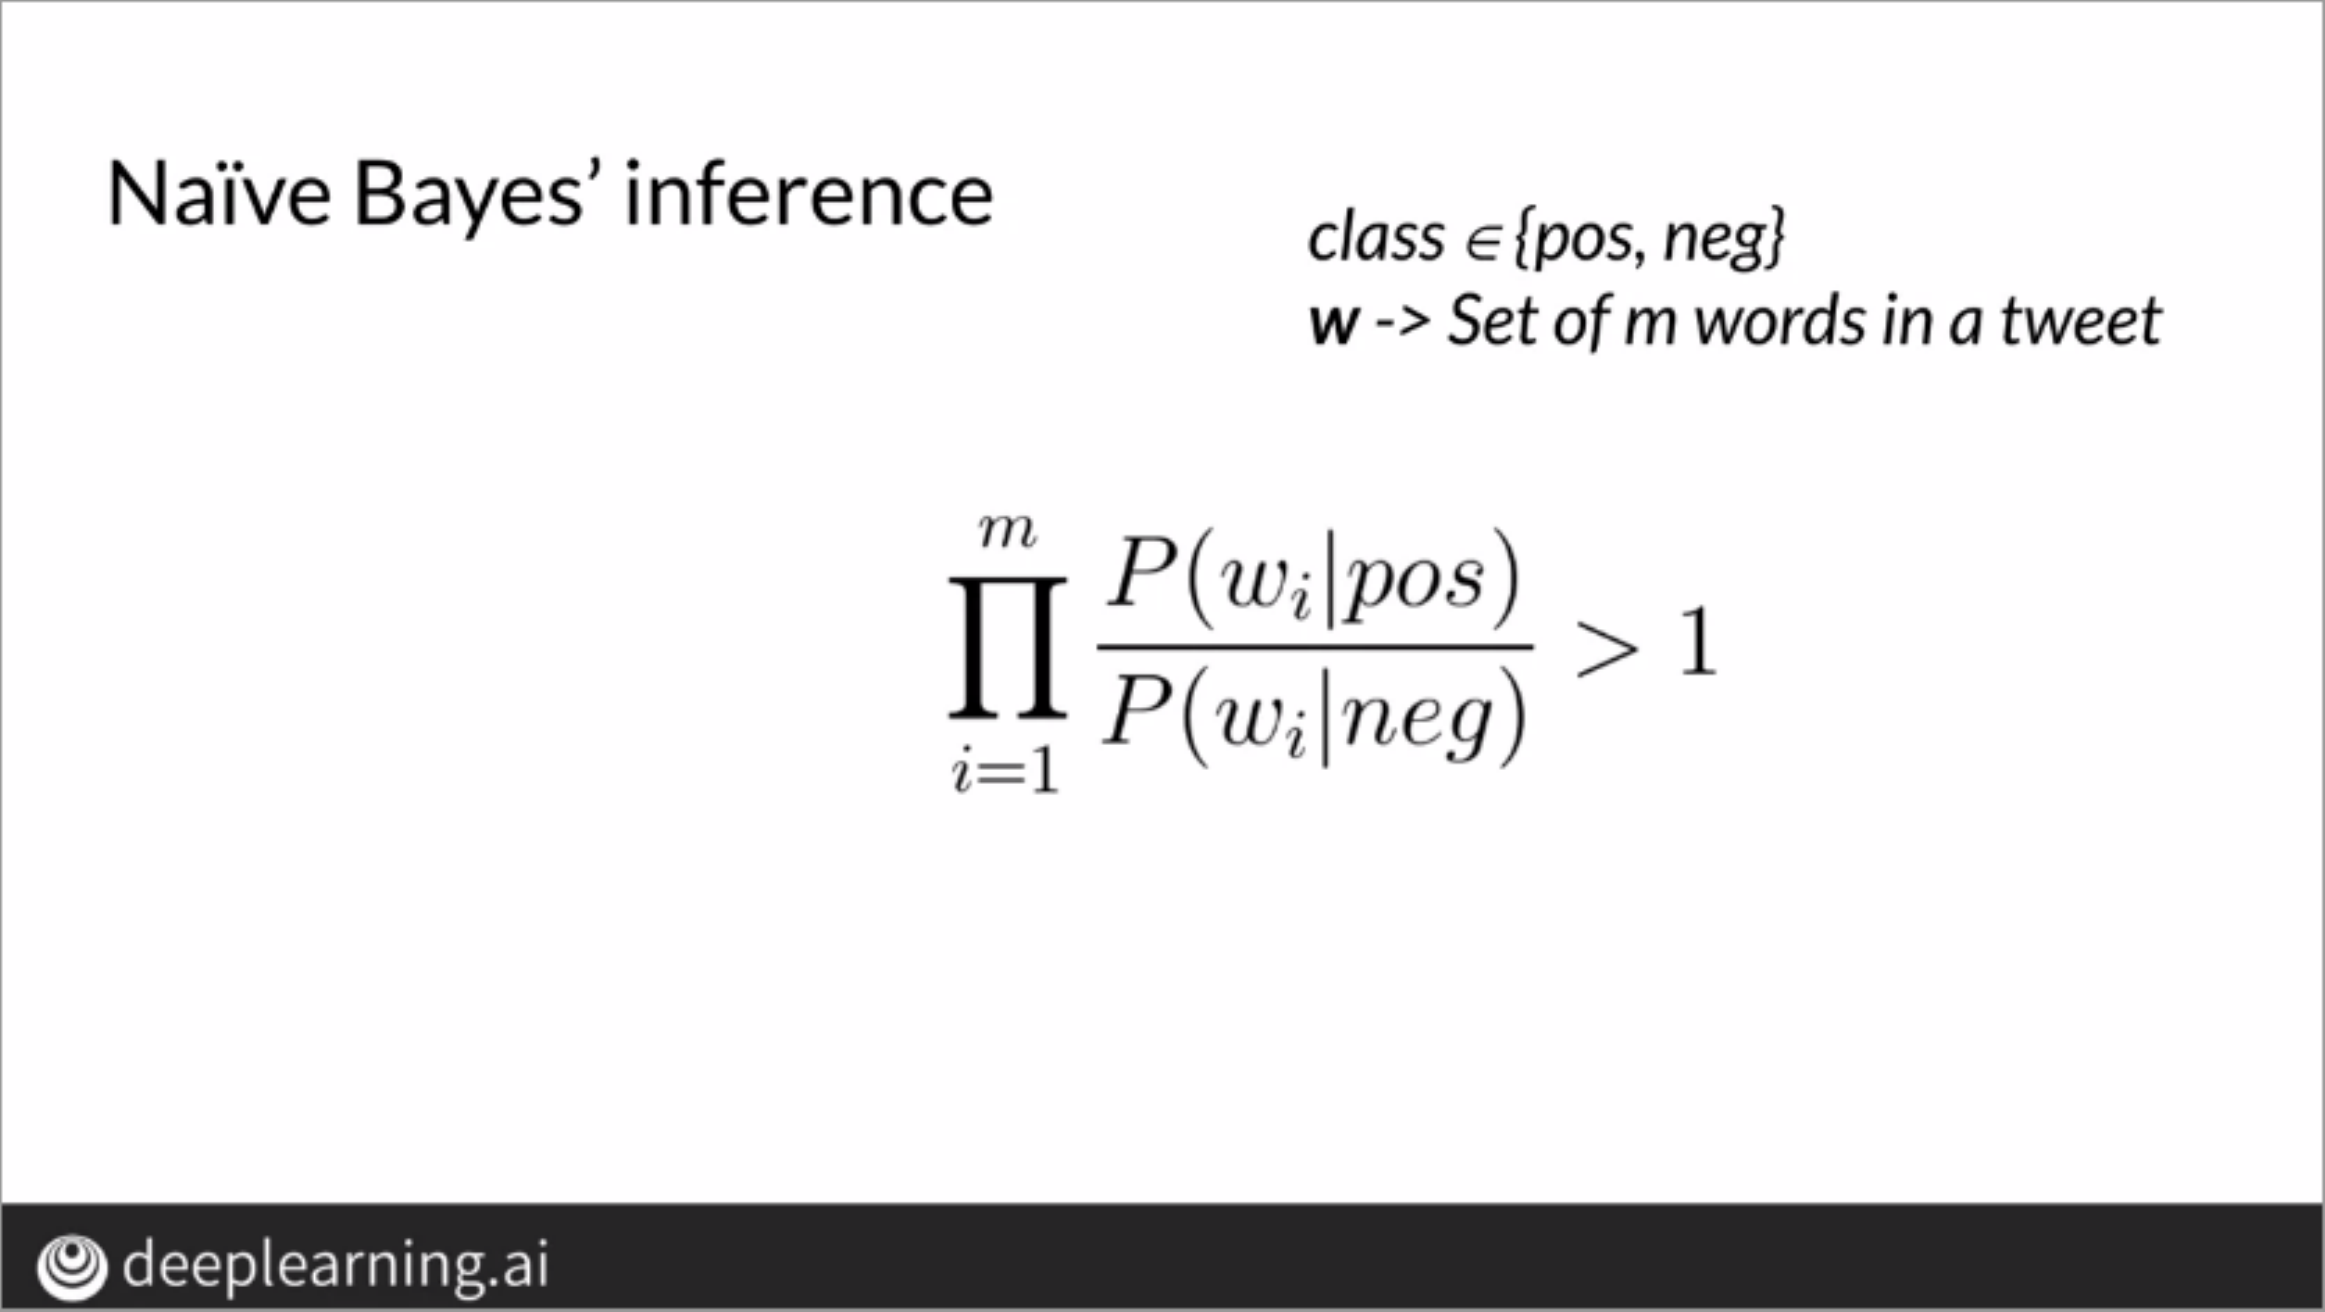 Naïve Bayes’ inference
class ∈ {pos, neg}
w -> Set of m words in a tweet
\prod_{i=1}^{m} \frac{P(w_i|pos)}{P(w_i|neg)} > 1
deeplearning.ai